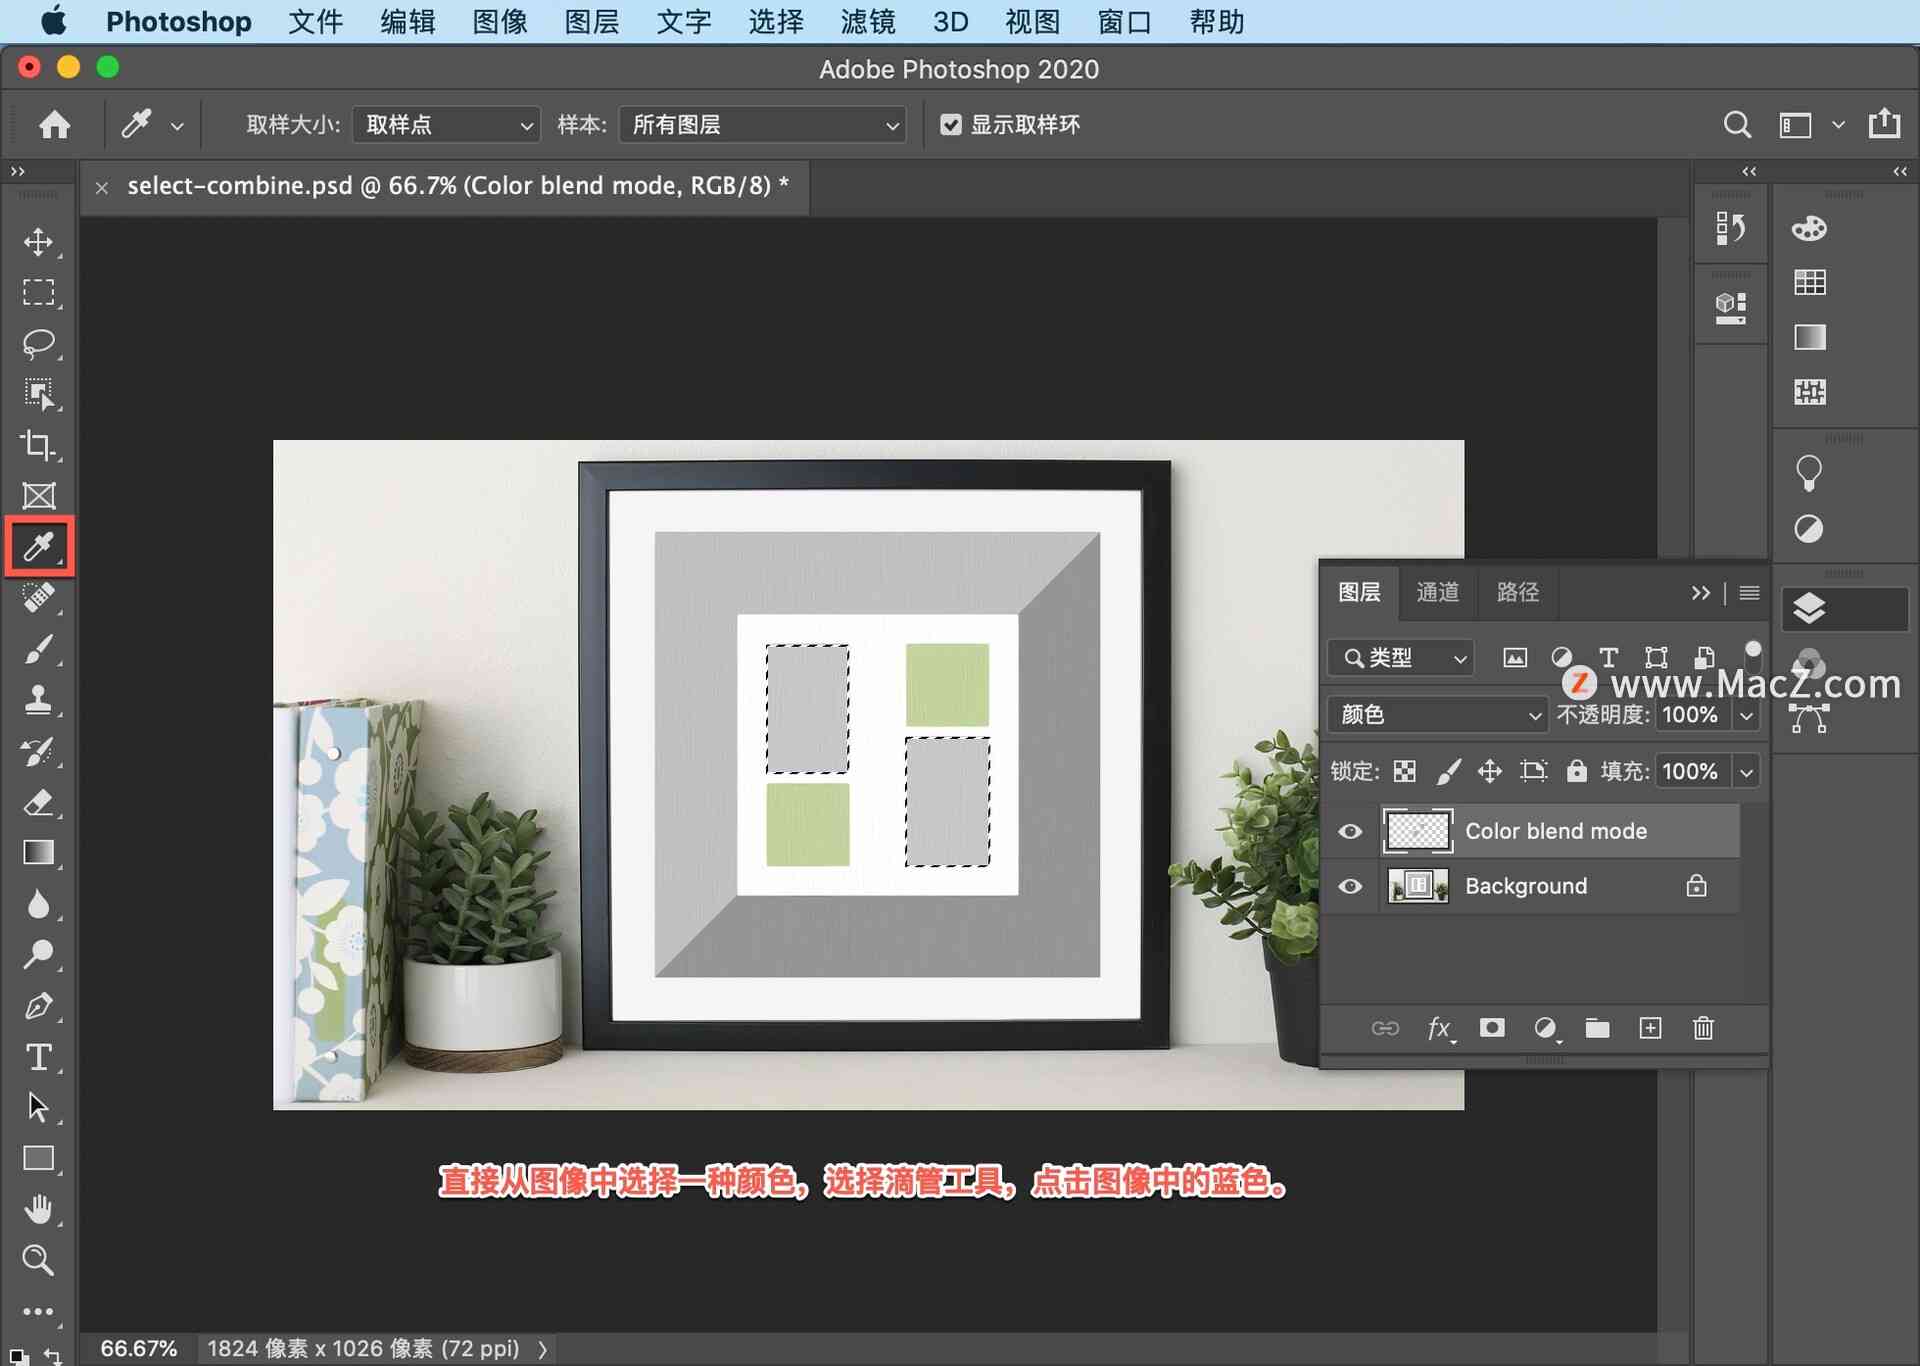 Photoshop 文件 编辑 图像 图层 文字 选择 滤镜 3D 视图 窗口 帮助
Adobe Photoshop 2020
取样大小: 取样点 样本: 所有图层 显示取样环
select-combine.psd @ 66.7% (Color blend mode, RGB/8) *
图层 通道 路径
类型
www.MacZ.com
颜色 不透明度: 100%
锁定: 填充: 100%
Color blend mode
Background
fx
直接从图像中选择一种颜色，选择滴管工具，点击图像中的蓝色。
66.67% 1824 像素 x 1026 像素 (72 ppi)